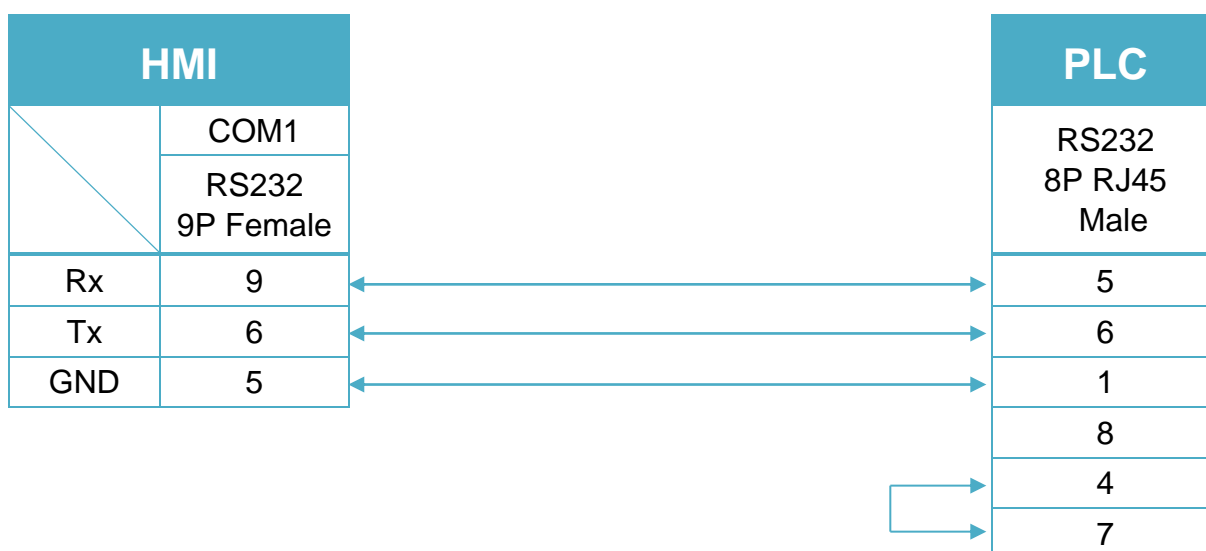 HMI
PLC
COM1
RS232
9P Female
RS232
8P RJ45
Male
Rx 9 5
Tx 6 6
GND 5 1
8
4
7